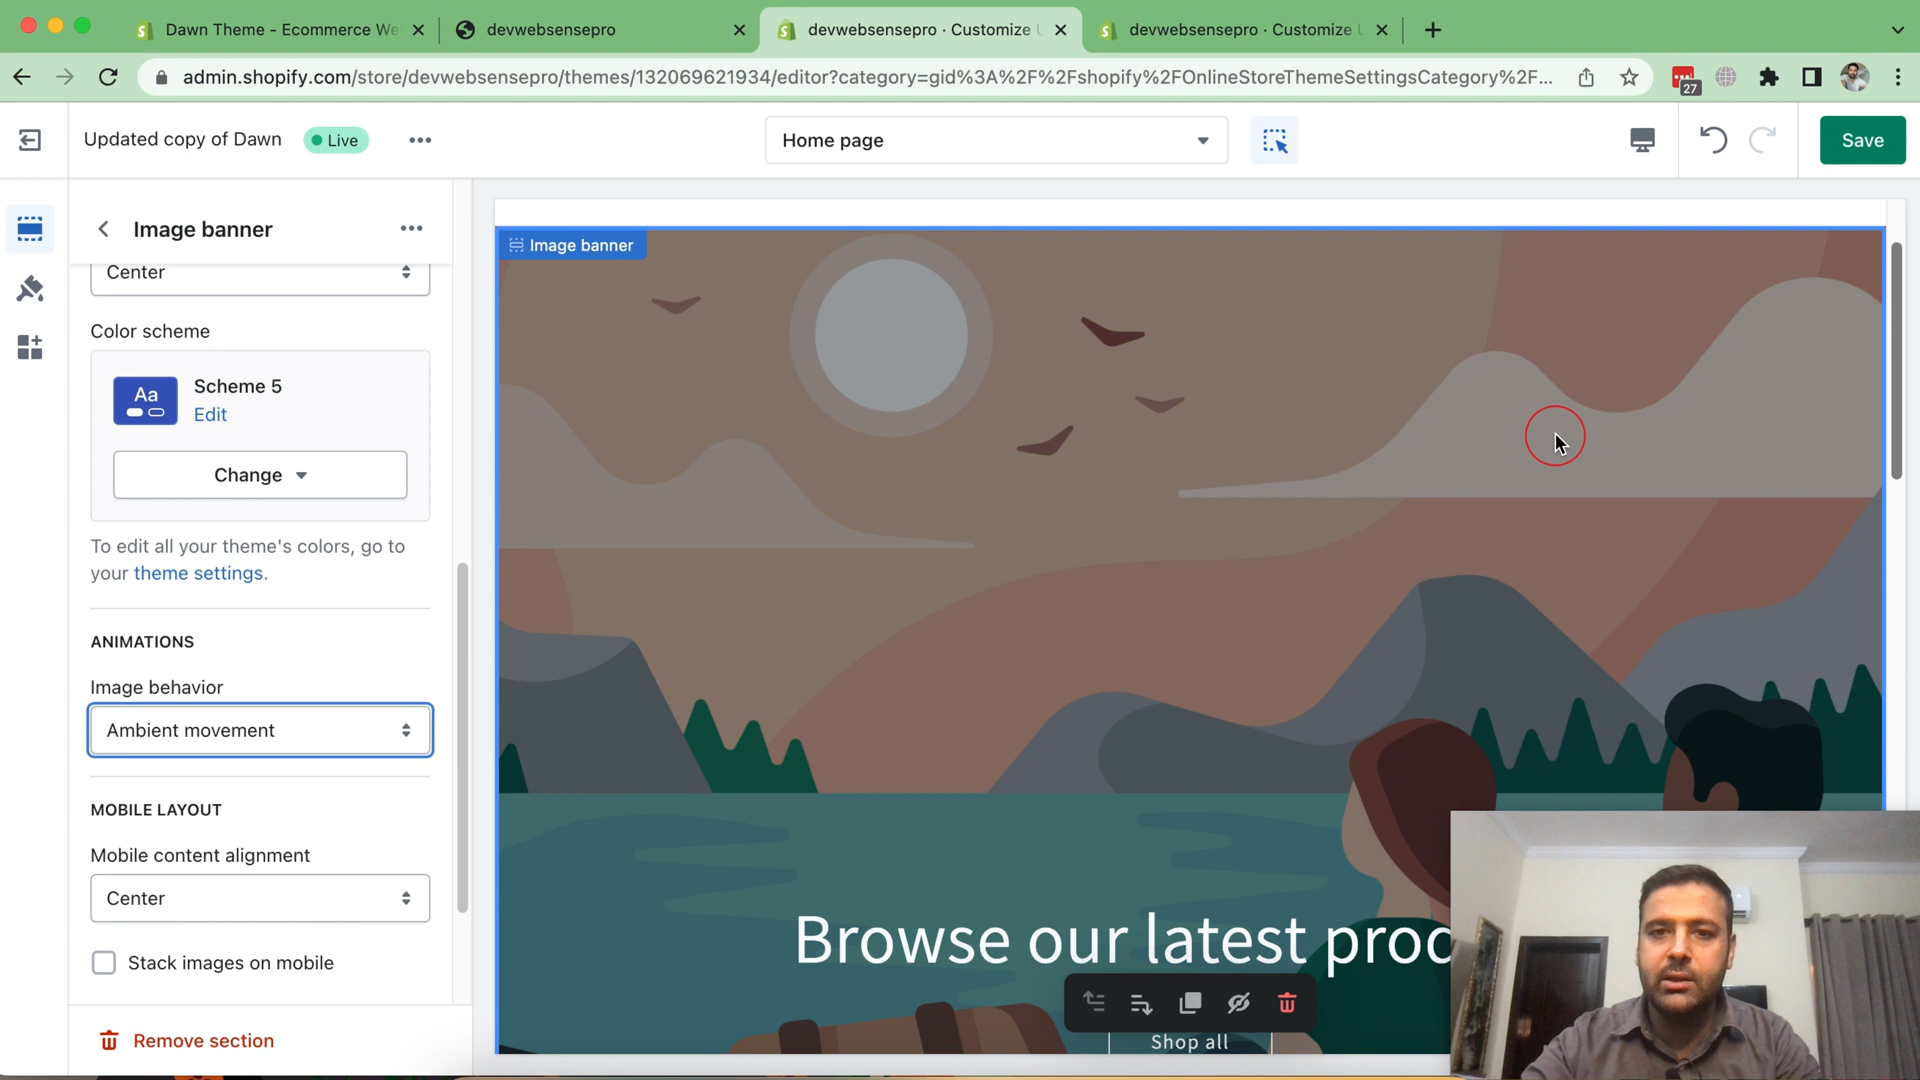 Dawn Theme - Ecommerce We
devwebsensepro
devwebsensepro · Customize U
devwebsensepro · Customize U
admin.shopify.com/store/devwebsensepro/themes/132069621934/editor?category=gid%3A%2F%2Fshopify%2FOnlineStoreThemeSettingsCategory%2F...
27
Updated copy of Dawn
Live
Home page
Save
Image banner
Image banner
Center
Color scheme
Aa
Scheme 5
Edit
Change
To edit all your theme's colors, go to
your theme settings.
ANIMATIONS
Image behavior
Ambient movement
MOBILE LAYOUT
Mobile content alignment
Center
Stack images on mobile
Remove section
Browse our latest proc
Shop all